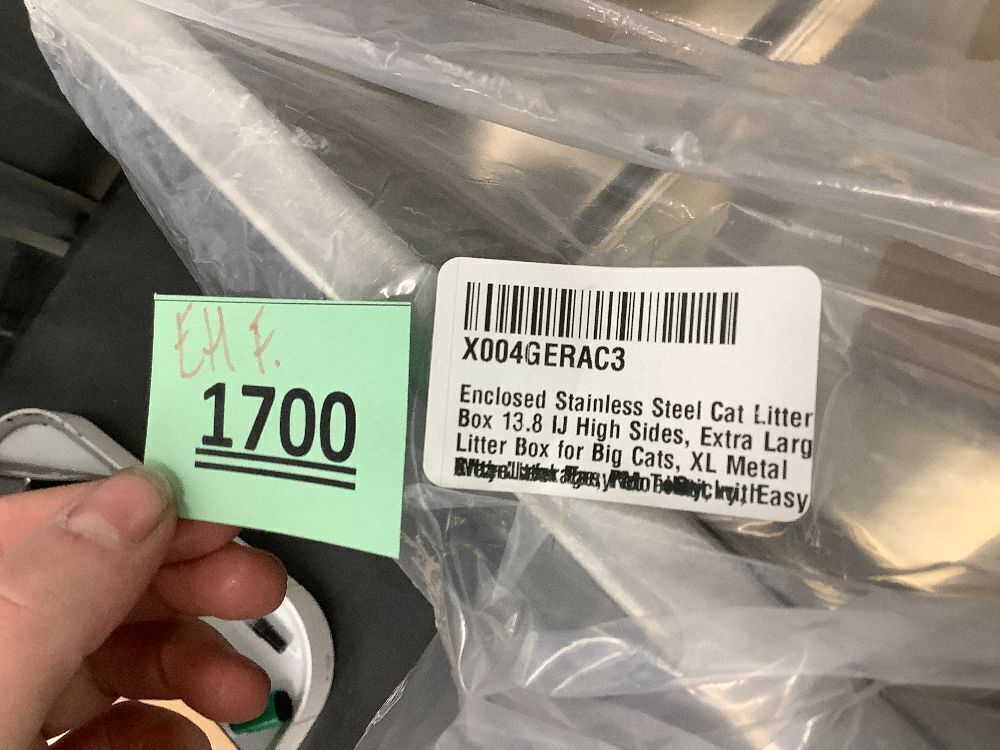 EH F.
1700
X004GERAC3
Enclosed Stainless Steel Cat Litter
Box 13.8 IJ High Sides, Extra Larg
Litter Box for Big Cats, XL Metal
Easy